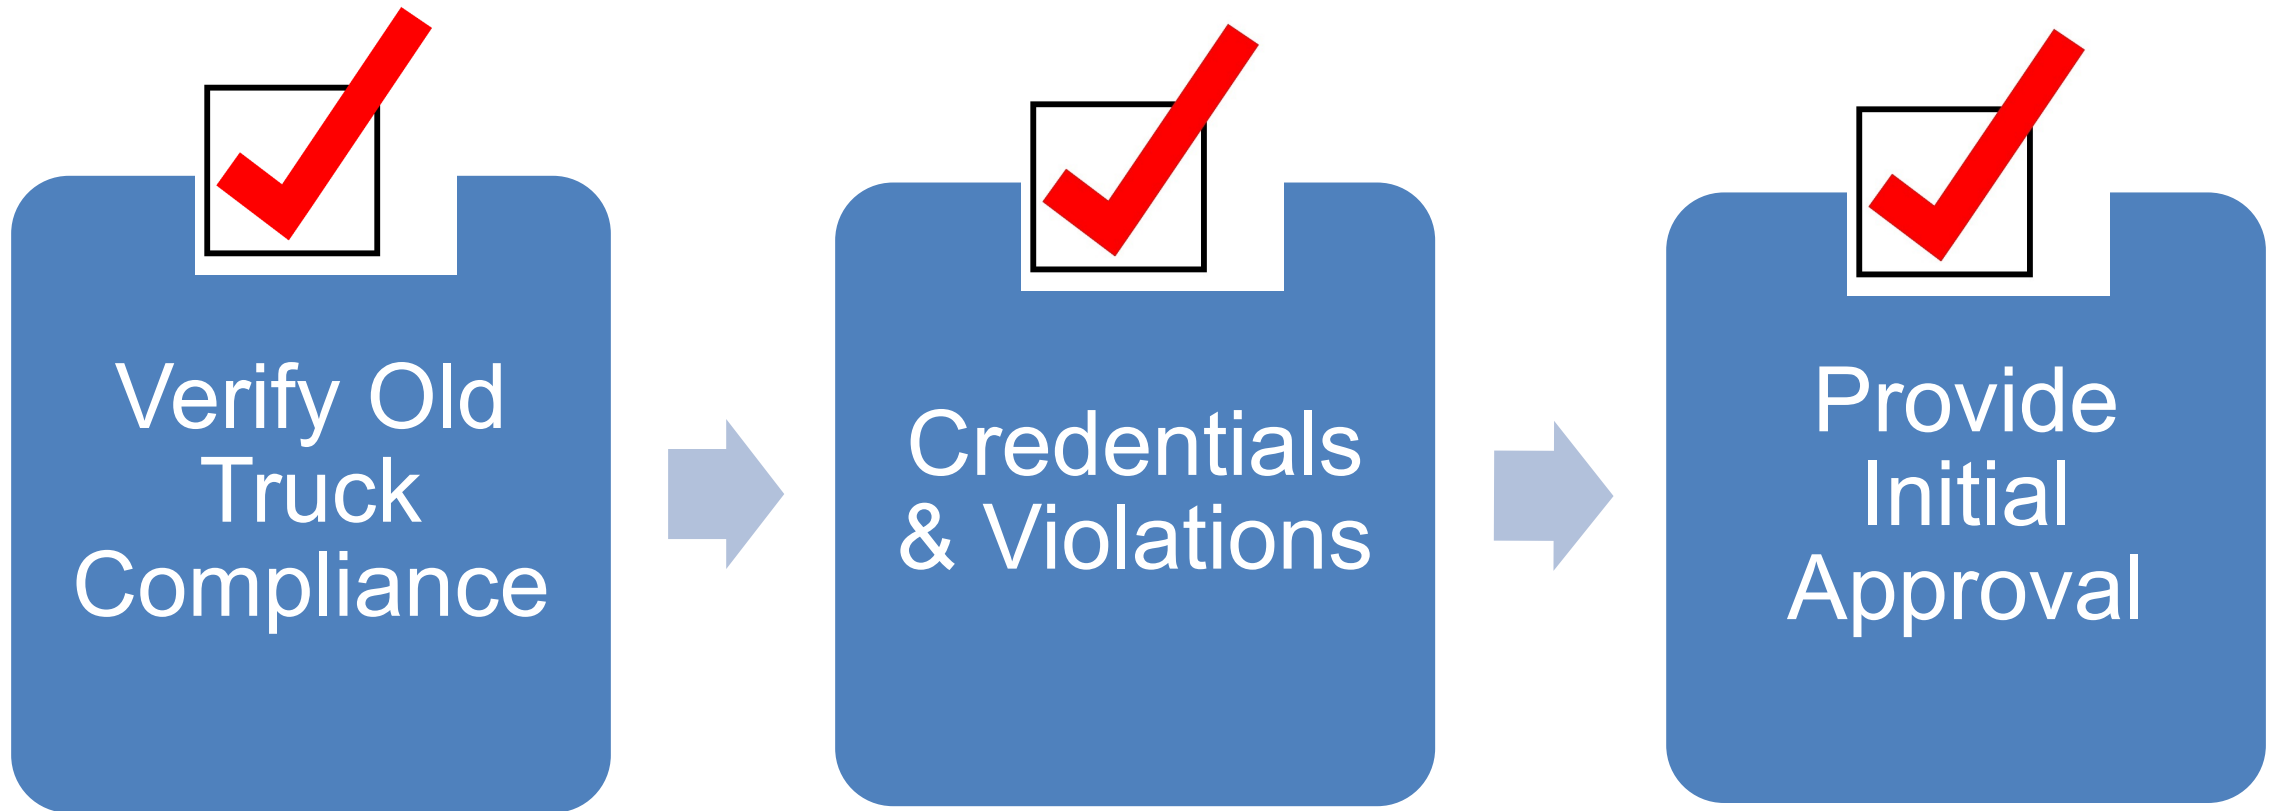 Verify Old
Truck
Compliance
Credentials
& Violations
Provide
Initial
Approval